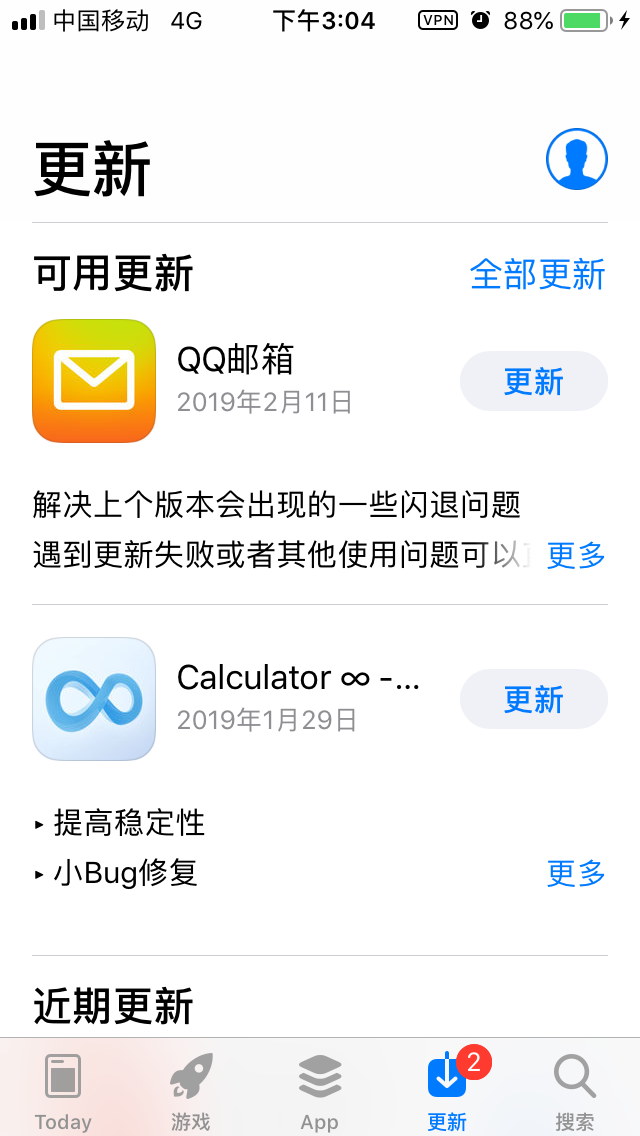 中国移动 4G 下午3:04 VPN 88%
更新
可用更新 全部更新
QQ邮箱
2019年2月11日
更新
解决上个版本会出现的一些闪退问题
遇到更新失败或者其他使用问题可以 更多
Calculator ∞ -...
2019年1月29日
更新
▸ 提高稳定性
▸ 小Bug修复 更多
近期更新
2
Today 游戏 App 更新 搜索